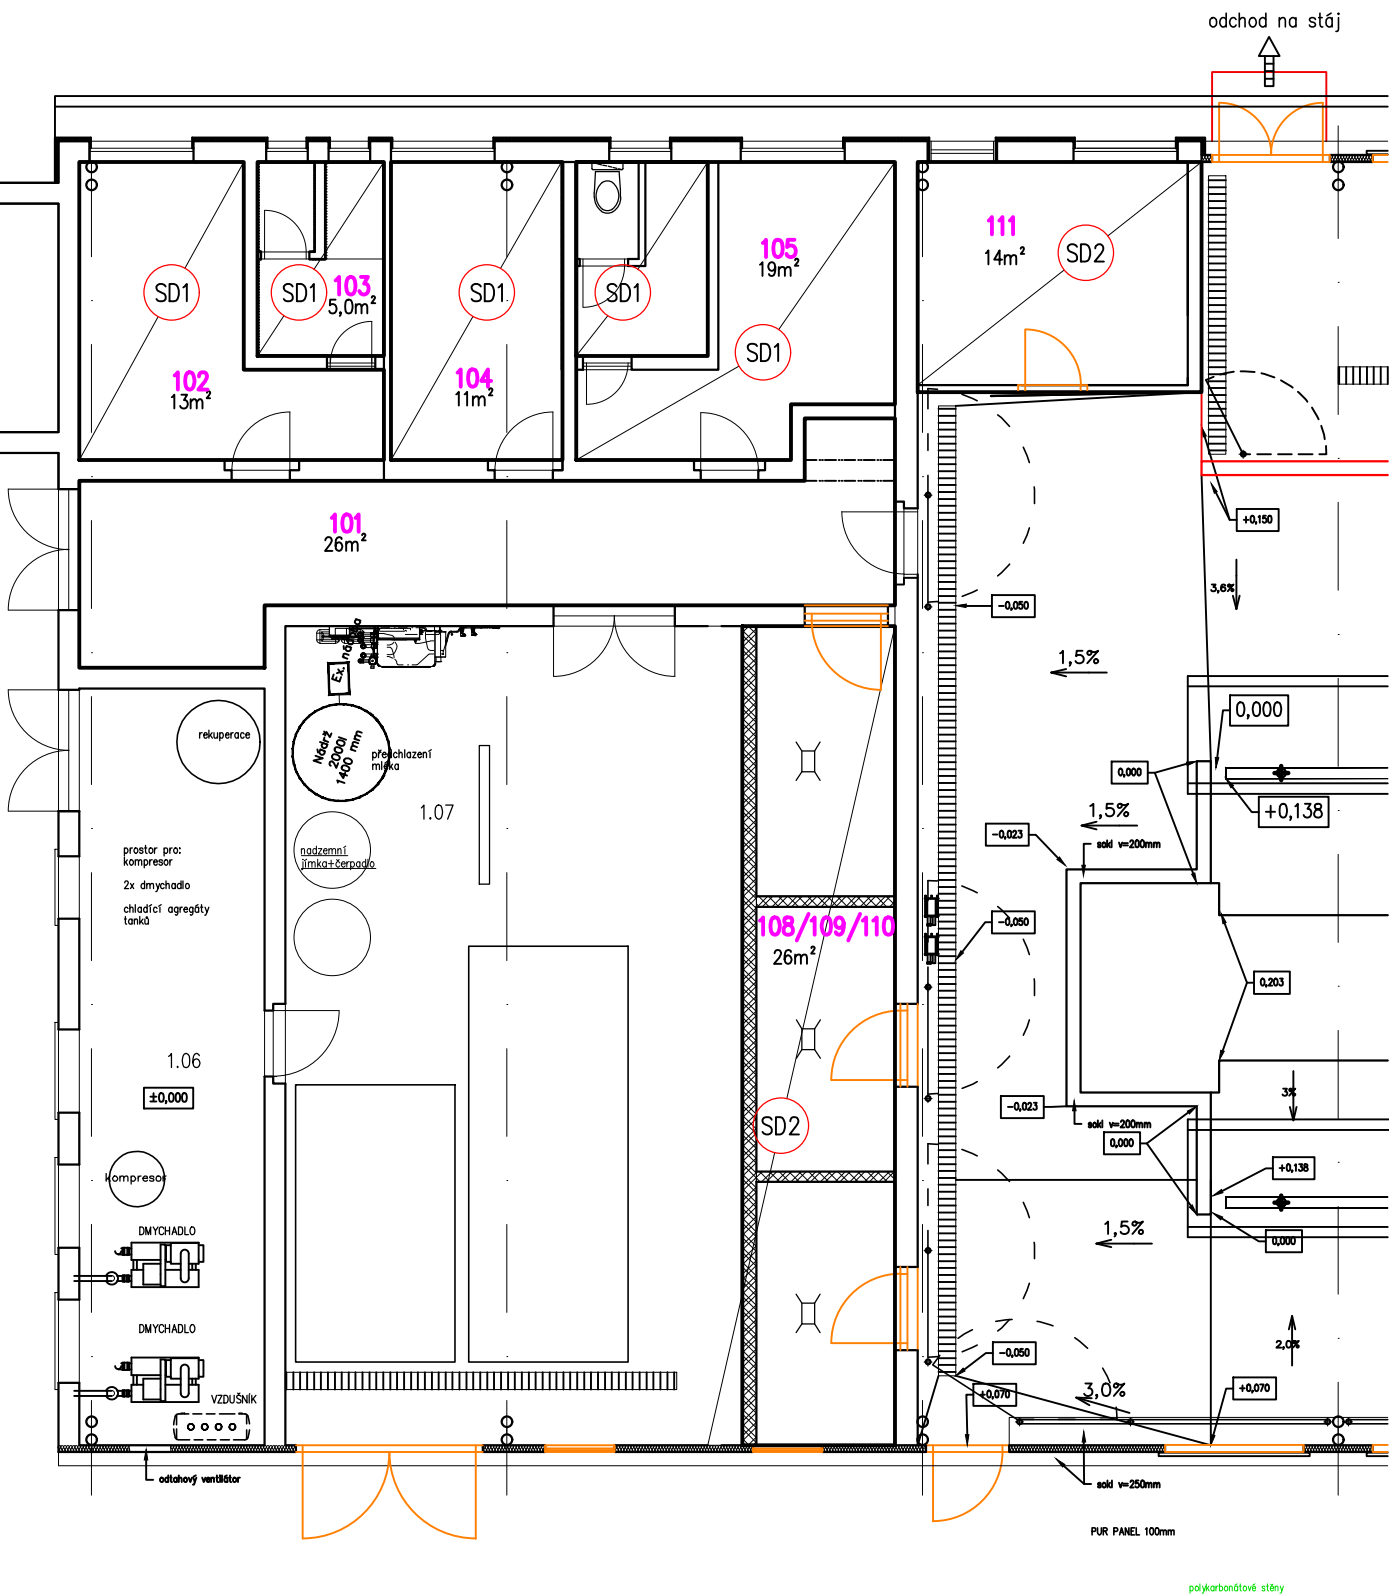 odchod na stáj
111
14m²
SD2
105
19m²
SD1
SD1
103
5,0m²
SD1
SD1
SD1
102
13m²
104
11m²
101
26m²
+0,150
3,6%
-0,050
1,5%
Ex. nádrž
0,000
rekuperace
Nádrž
2000l
1400 mm
předchlazení
mléka
0,000
+0,138
1.07
1,5%
-0,023
sokl v=200mm
prostor pro:
kompresor
2x dmychadlo
chladící agregáty
tanků
nadzemní
jímka+čerpadlo
108/109/110
26m²
-0,050
0,203
1.06
±0,000
3%
-0,023
SD2
sokl v=200mm
0,000
+0,138
kompresor
DMYCHADLO
1,5%
0,000
DMYCHADLO
2,0%
-0,050
VZDUŠNÍK
+0,070
3,0%
+0,070
odtahový ventilátor
sokl v=250mm
PUR PANEL 100mm
polykarbonátové stěny